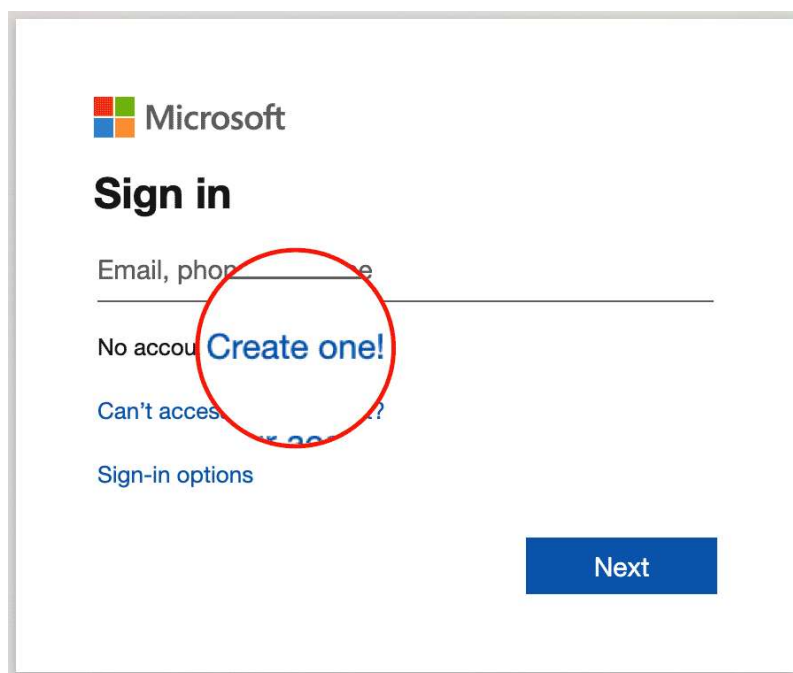 Microsoft
Sign in
Email, phon e
No accou Create one!
Can't acces ?
Sign-in options
Next